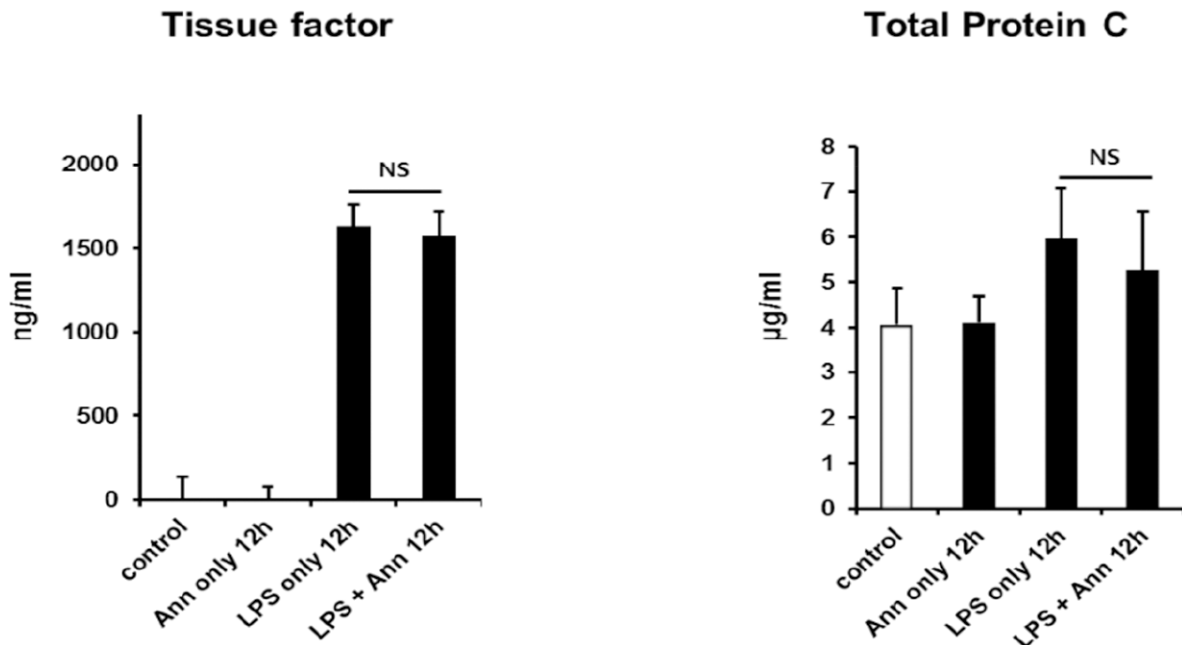 Tissue factor
ng/ml
2000
1500
1000
500
0
NS
control
Ann only 12h
LPS only 12h
LPS + Ann 12h
Total Protein C
µg/ml
8
7
6
5
4
3
2
1
0
NS
control
Ann only 12h
LPS only 12h
LPS + Ann 12h